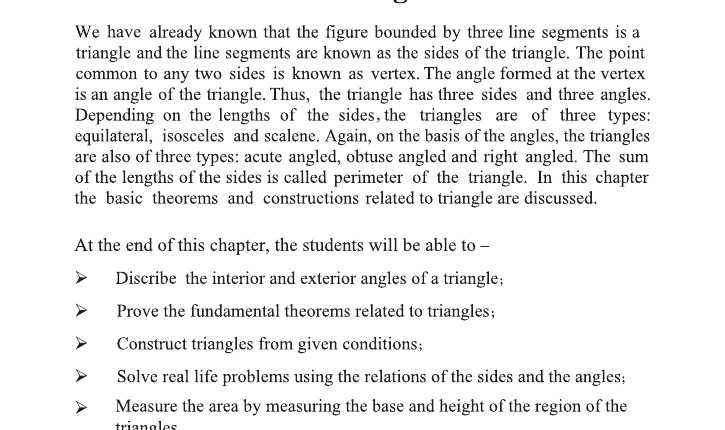 We have already known that the figure bounded by three line segments is a
triangle and the line segments are known as the sides of the triangle. The point
common to any two sides is known as vertex. The angle formed at the vertex
is an angle of the triangle. Thus, the triangle has three sides and three angles.
Depending on the lengths of the sides, the triangles are of three types:
equilateral, isosceles and scalene. Again, on the basis of the angles, the triangles
are also of three types: acute angled, obtuse angled and right angled. The sum
of the lengths of the sides is called perimeter of the triangle. In this chapter
the basic theorems and constructions related to triangle are discussed.
At the end of this chapter, the students will be able to –
➢ Discribe the interior and exterior angles of a triangle;
➢ Prove the fundamental theorems related to triangles;
➢ Construct triangles from given conditions;
➢ Solve real life problems using the relations of the sides and the angles;
➢ Measure the area by measuring the base and height of the region of the
triangles